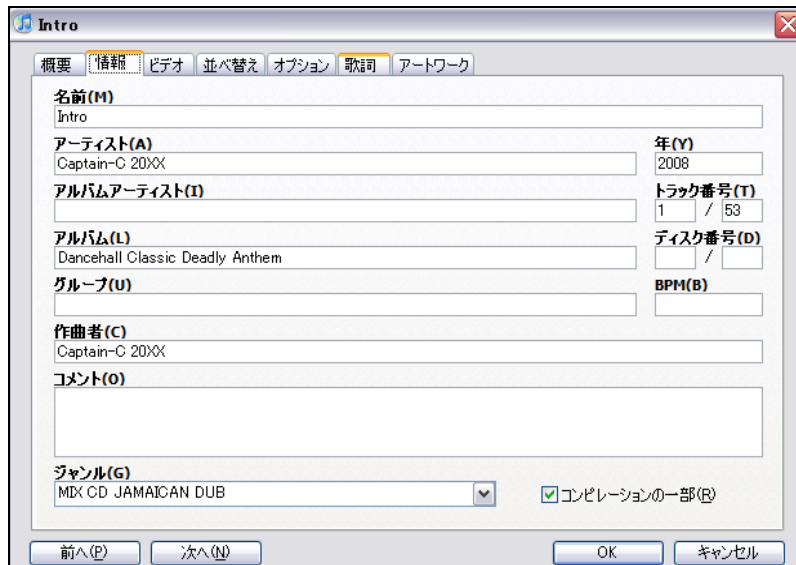 Intro
概要 情報 ビデオ 並べ替え オプション 歌詞 アートワーク
名前(M)
Intro
アーティスト(A) 年(Y)
Captain-C 20XX 2008
アルバムアーティスト(I) トラック番号(T)
1 / 53
アルバム(L) ディスク番号(D)
Dancehall Classic Deadly Anthem /
グループ(U) BPM(B)
作曲者(C)
Captain-C 20XX
コメント(O)
ジャンル(G)
MIX CD JAMAICAN DUB コンピレーションの一部(R)
前へ(P) 次へ(N) OK キャンセル